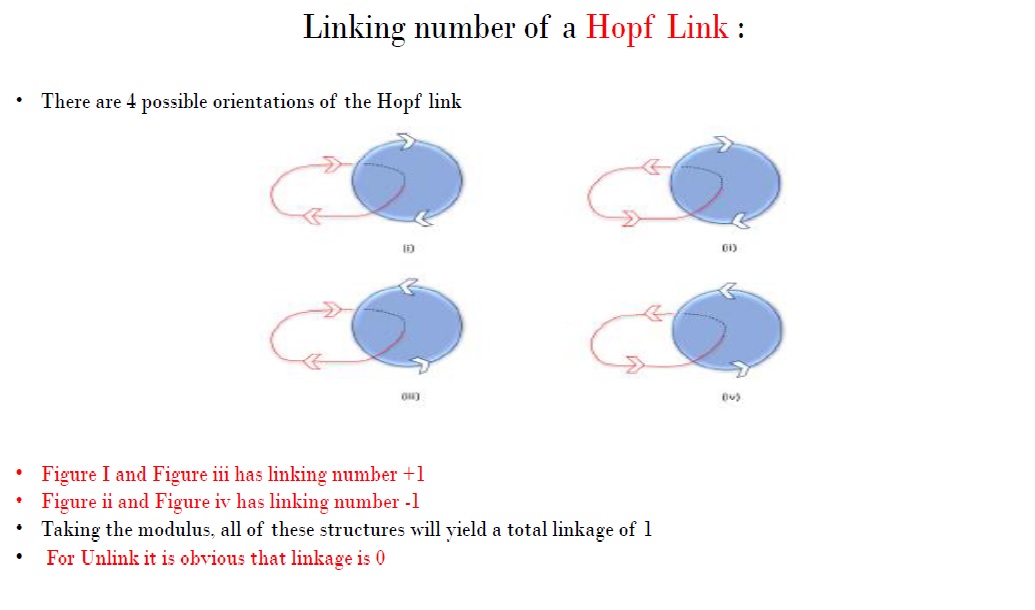 Linking number of a Hopf Link :
• There are 4 possible orientations of the Hopf link
(i) (ii)
(iii) (iv)
• Figure I and Figure iii has linking number +1
• Figure ii and Figure iv has linking number -1
• Taking the modulus, all of these structures will yield a total linkage of 1
• For Unlink it is obvious that linkage is 0